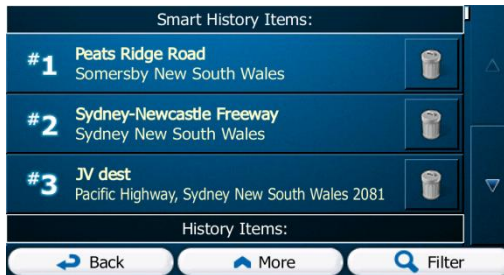 Smart History Items:
#1 Peats Ridge Road
Somersby New South Wales
#2 Sydney-Newcastle Freeway
Sydney New South Wales
#3 JV dest
Pacific Highway, Sydney New South Wales 2081
History Items:
Back More Filter